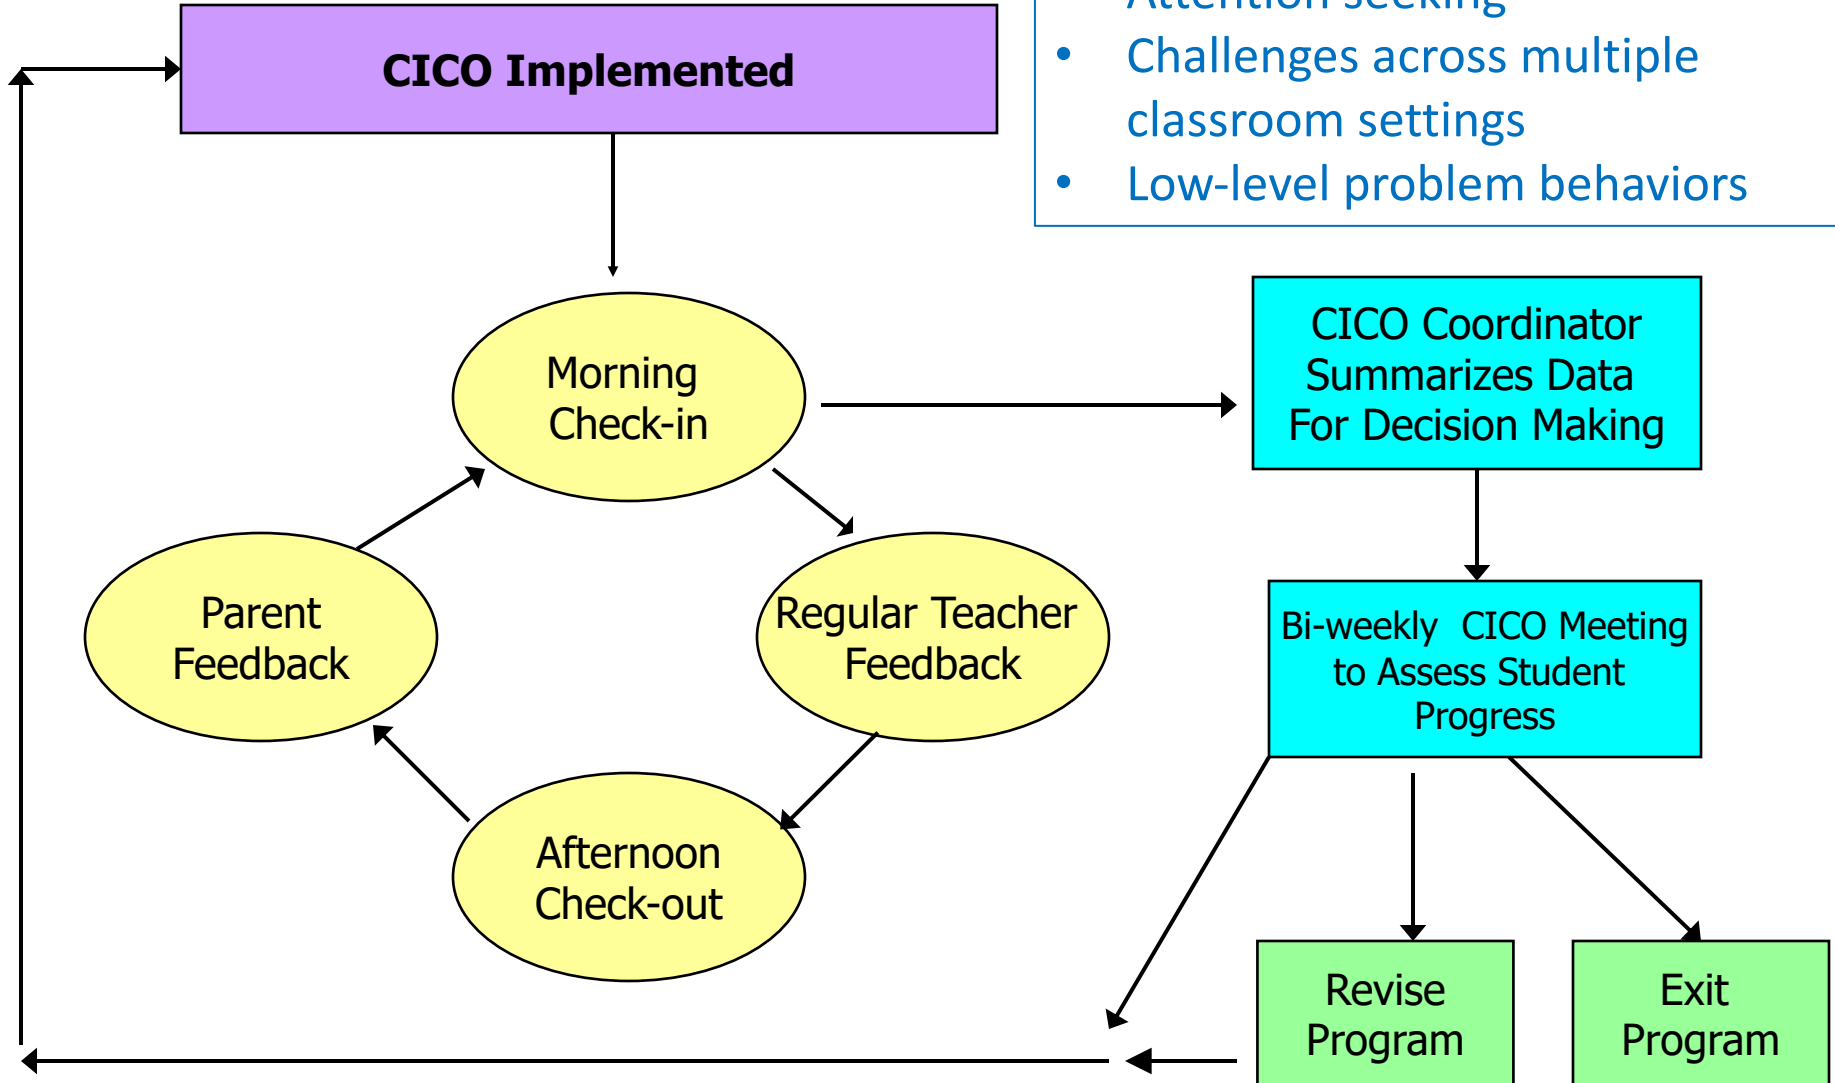 Attention seeking
• Challenges across multiple
classroom settings
• Low-level problem behaviors
CICO Implemented
Morning
Check-in
CICO Coordinator
Summarizes Data
For Decision Making
Parent
Feedback
Regular Teacher
Feedback
Bi-weekly CICO Meeting
to Assess Student
Progress
Afternoon
Check-out
Revise
Program
Exit
Program